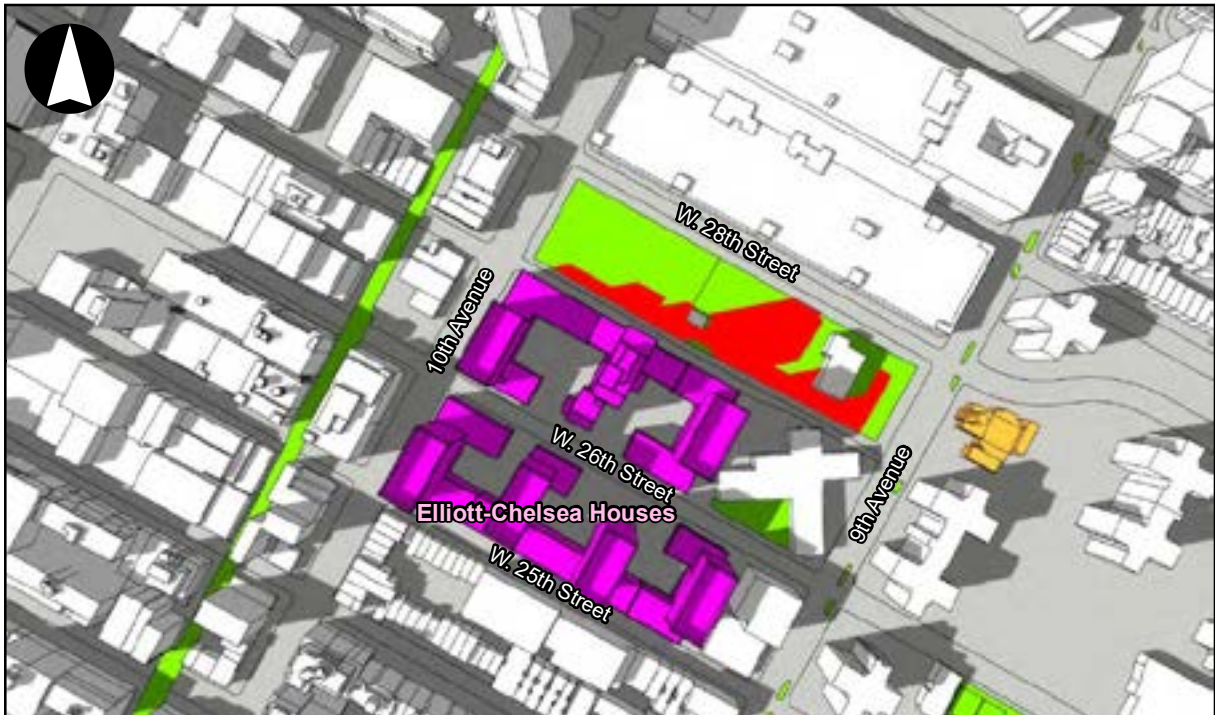 W. 28th Street
10th Avenue
W. 26th Street
9th Avenue
Elliott-Chelsea Houses
W. 25th Street